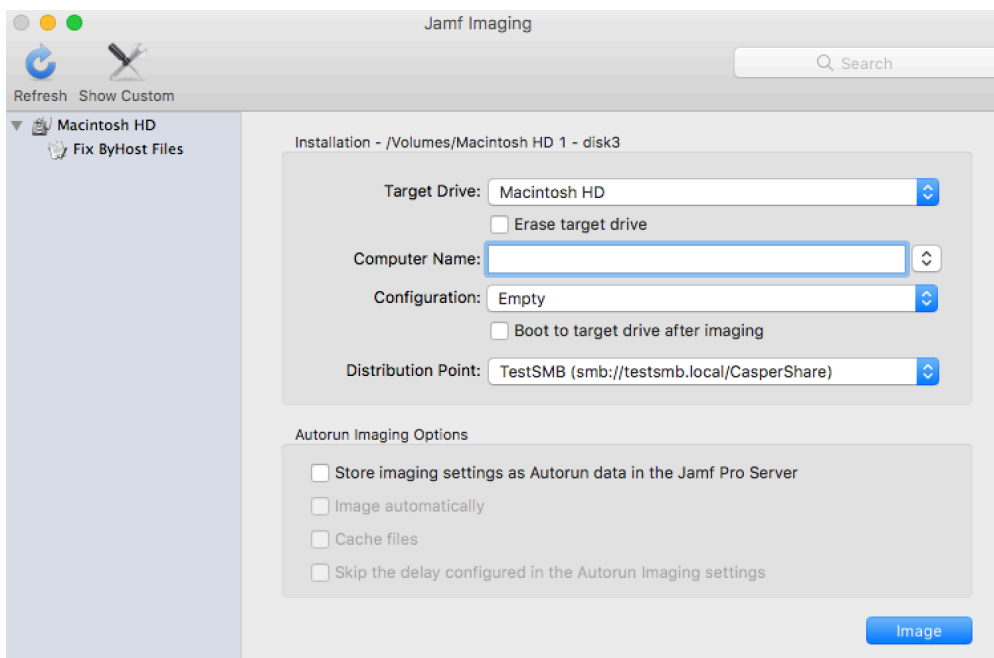 Jamf Imaging
Refresh Show Custom
Search
Macintosh HD
Fix ByHost Files
Installation - /Volumes/Macintosh HD 1 - disk3
Target Drive: Macintosh HD
Erase target drive
Computer Name:
Configuration: Empty
Boot to target drive after imaging
Distribution Point: TestSMB (smb://testsmb.local/CasperShare)
Autorun Imaging Options
Store imaging settings as Autorun data in the Jamf Pro Server
Image automatically
Cache files
Skip the delay configured in the Autorun Imaging settings
Image